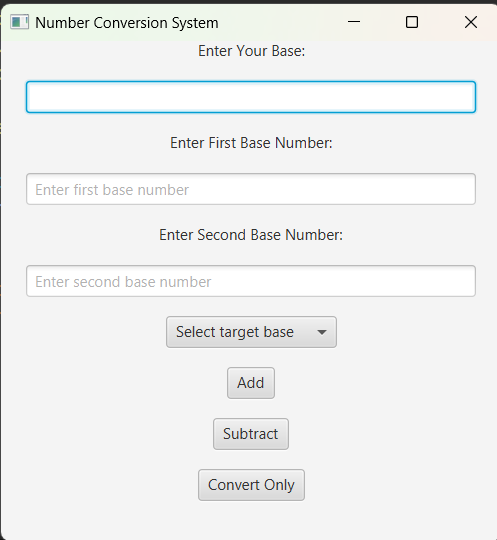 Number Conversion System
Enter Your Base:
Enter First Base Number:
Enter first base number
Enter Second Base Number:
Enter second base number
Select target base
Add
Subtract
Convert Only